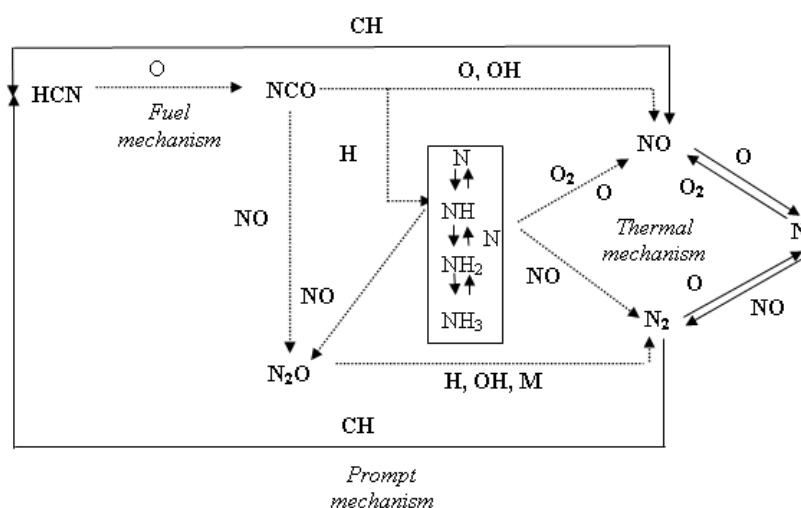 CH
O
O, OH
HCN
NCO
Fuel
mechanism
H
N
NO
O₂
O
O
O₂
NH
N
NO
Thermal
mechanism
N
NH₂
NO
NO
O
NO
NH₃
N₂
N₂O
H, OH, M
CH
Prompt
mechanism